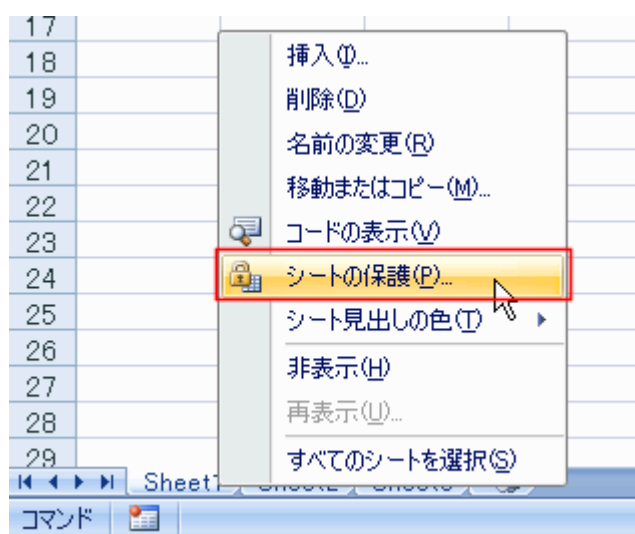 17
18
19
20
21
22
23
24
25
26
27
28
29
挿入(I)...
削除(D)
名前の変更(R)
移動またはコピー(M)...
コードの表示(V)
シートの保護(P)...
シート見出しの色(T)
非表示(H)
再表示(U)...
すべてのシートを選択(S)
Sheet1
コマンド